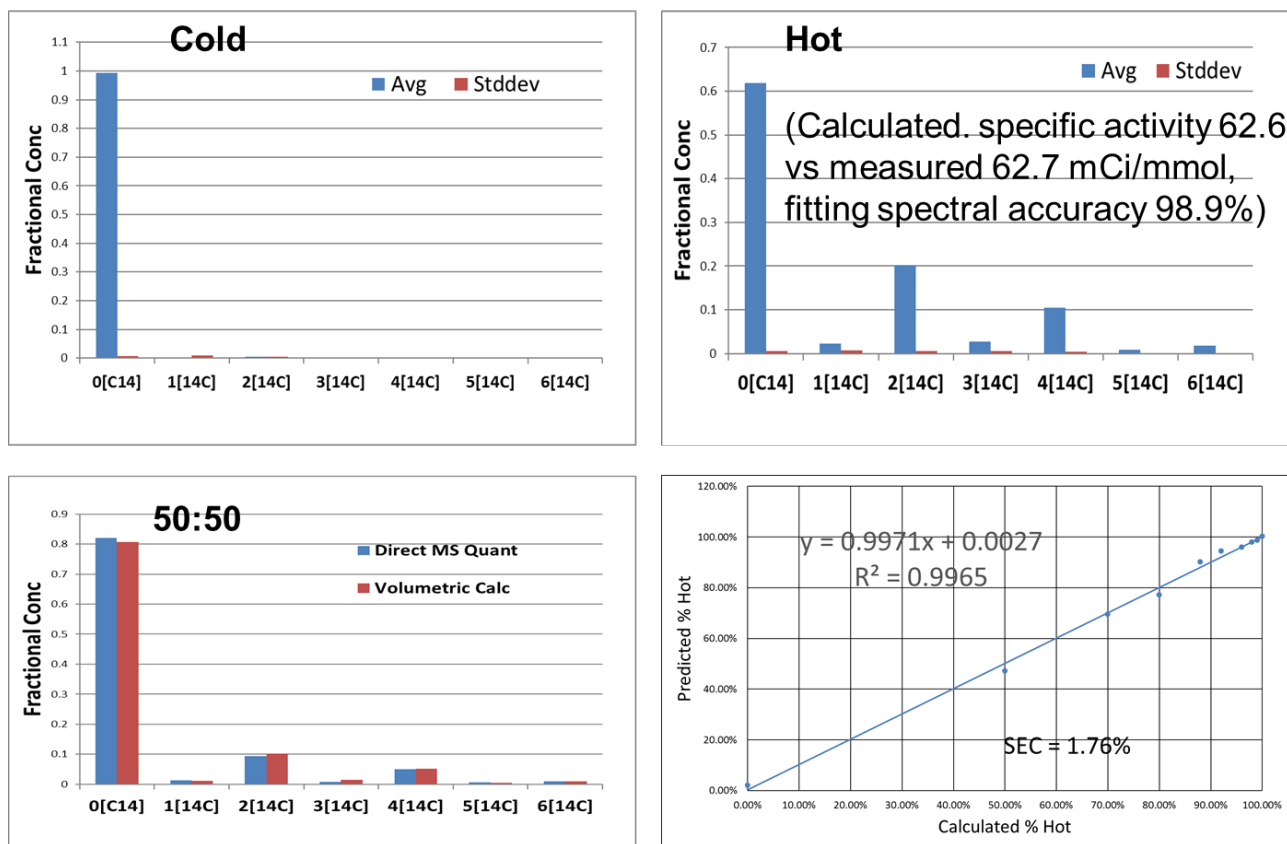 Cold
1.1
1
0.9
0.8
0.7
0.6
0.5
0.4
0.3
0.2
0.1
0
Fractional Conc
Avg Stddev
0[C14] 1[14C] 2[14C] 3[14C] 4[14C] 5[14C] 6[14C]
Hot
0.7
0.6
0.5
0.4
0.3
0.2
0.1
0
Fractional Conc
Avg Stddev
(Calculated. specific activity 62.6
vs measured 62.7 mCi/mmol,
fitting spectral accuracy 98.9%)
0[C14] 1[14C] 2[14C] 3[14C] 4[14C] 5[14C] 6[14C]
50:50
0.9
0.8
0.7
0.6
0.5
0.4
0.3
0.2
0.1
0
Fractional Conc
Direct MS Quant
Volumetric Calc
0[C14] 1[14C] 2[14C] 3[14C] 4[14C] 5[14C] 6[14C]
120.00%
100.00%
80.00%
60.00%
40.00%
20.00%
0.00%
Predicted % Hot
y = 0.9971x + 0.0027
R² = 0.9965
SEC = 1.76%
0.00% 10.00% 20.00% 30.00% 40.00% 50.00% 60.00% 70.00% 80.00% 90.00% 100.00%
Calculated % Hot